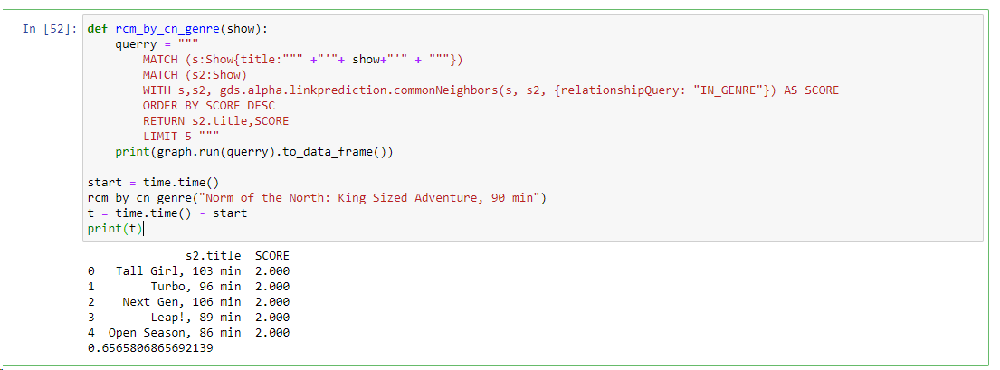 In [52]: def rcm_by_cn_genre(show):
    querry = """
        MATCH (s:Show{title:""" +"'"+ show+"'" + """})
        MATCH (s2:Show)
        WITH s,s2, gds.alpha.linkprediction.commonNeighbors(s, s2, {relationshipQuery: "IN_GENRE"}) AS SCORE
        ORDER BY SCORE DESC
        RETURN s2.title,SCORE
        LIMIT 5 """
    print(graph.run(querry).to_data_frame())

start = time.time()
rcm_by_cn_genre("Norm of the North: King Sized Adventure, 90 min")
t = time.time() - start
print(t)
              s2.title  SCORE
0   Tall Girl, 103 min  2.000
1        Turbo, 96 min  2.000
2    Next Gen, 106 min  2.000
3        Leap!, 89 min  2.000
4  Open Season, 86 min  2.000
0.6565806865692139